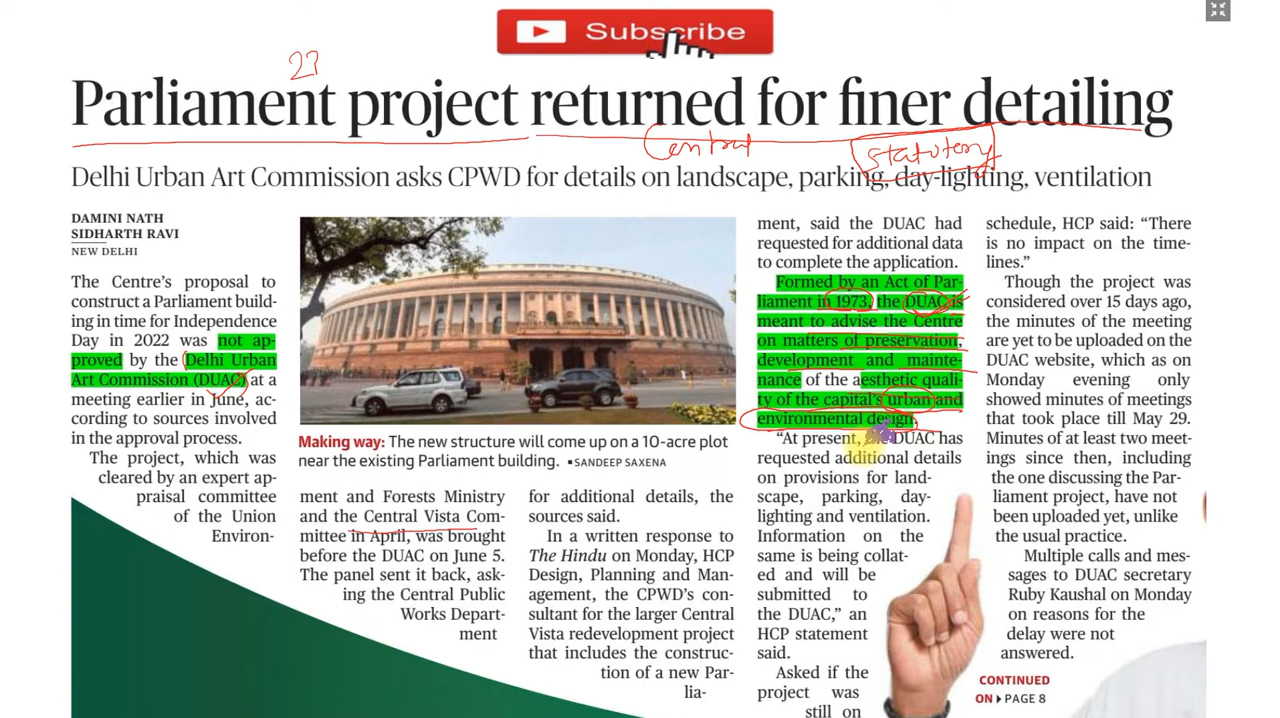 Subscribe
23
Parliament project returned for finer detailing
Central
statutory
Delhi Urban Art Commission asks CPWD for details on landscape, parking, day-lighting, ventilation
DAMINI NATH
SIDHARTH RAVI
NEW DELHI
The Centre's proposal to
construct a Parliament build-
ing in time for Independence
Day in 2022 was not ap-
proved by the Delhi Urban
Art Commission (DUAC) at a
meeting earlier in June, ac-
cording to sources involved
in the approval process.
The project, which was
cleared by an expert ap-
praisal committee
of the Union
Environ-
Making way: The new structure will come up on a 10-acre plot
near the existing Parliament building. ▪SANDEEP SAXENA
ment and Forests Ministry
and the Central Vista Com-
mittee in April, was brought
before the DUAC on June 5.
The panel sent it back, ask-
ing the Central Public
Works Depart-
ment
for additional details, the
sources said.
In a written response to
The Hindu on Monday, HCP
Design, Planning and Man-
agement, the CPWD's con-
sultant for the larger Central
Vista redevelopment project
that includes the construc-
tion of a new Par-
lia-
ment, said the DUAC had
requested for additional data
to complete the application.
Formed by an Act of Par-
liament in 1973, the DUAC is
meant to advise the Centre
on matters of preservation,
development and mainte-
nance of the aesthetic quali-
ty of the capital's urban and
environmental design.
"At present, the DUAC has
requested additional details
on provisions for land-
scape, parking, day-
lighting and ventilation.
Information on the
same is being collat-
ed and will be
submitted to
the DUAC," an
HCP statement
said.
Asked if the
project was
still on
schedule, HCP said: "There
is no impact on the time-
lines."
Though the project was
considered over 15 days ago,
the minutes of the meeting
are yet to be uploaded on the
DUAC website, which as on
Monday evening only
showed minutes of meetings
that took place till May 29.
Minutes of at least two meet-
ings since then, including
the one discussing the Par-
liament project, have not
been uploaded yet, unlike
the usual practice.
Multiple calls and mes-
sages to DUAC secretary
Ruby Kaushal on Monday
on reasons for the
delay were not
answered.
CONTINUED
ON ▸ PAGE 8